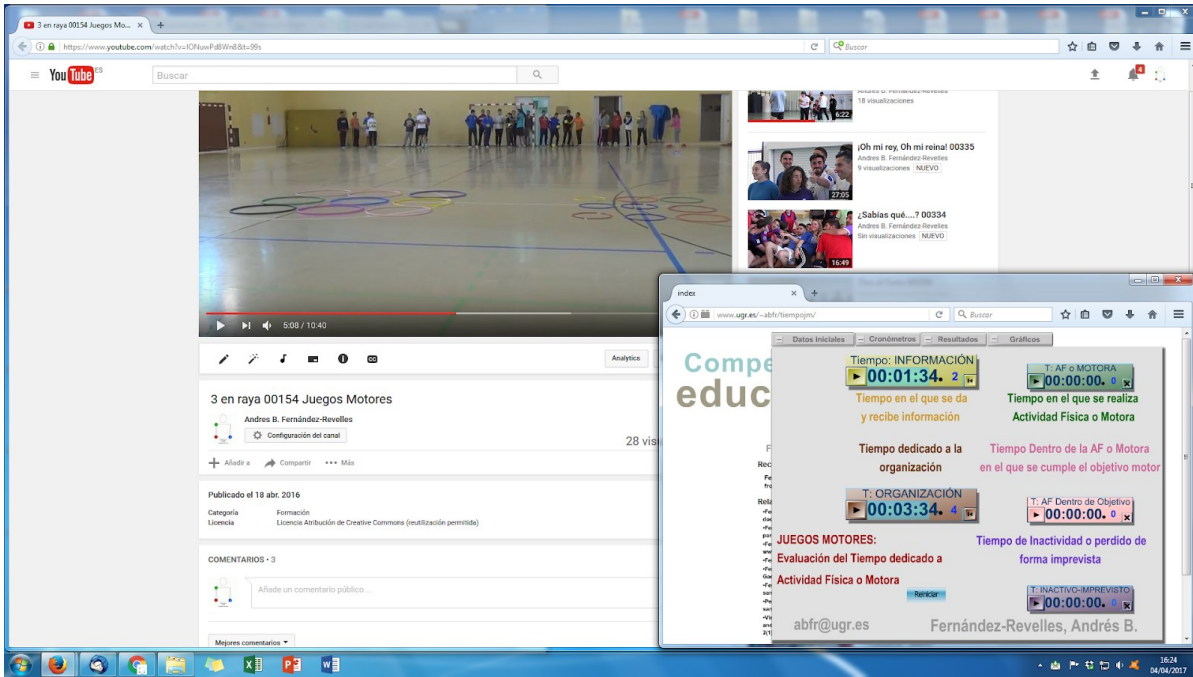 3 en raya 00154 Juegos Mo...
https://www.youtube.com/watch?v=IONuwPd8Wn8&t=99s
Buscar
YouTube ES
Buscar
4
18 visualizaciones
6:22
¡Oh mi rey, Oh mi reina! 00335
Andres B. Fernández-Revelles
9 visualizaciones NUEVO
27:05
¿Sabías qué....? 00334
Andres B. Fernández-Revelles
Sin visualizaciones NUEVO
16:49
5:08 / 10:40
Analytics
3 en raya 00154 Juegos Motores
Andres B. Fernández-Revelles
Configuración del canal
28 vis
Añadir a Compartir ••• Más
Publicado el 18 abr. 2016
Categoría Formación
Licencia Licencia Atribución de Creative Commons (reutilización permitida)
COMENTARIOS • 3
Añade un comentario público...
Mejores comentarios
index
www.ugr.es/~abfr/tiempojm/
Buscar
Datos iniciales Cronómetros Resultados Gráficos
Compe
educ
Tiempo: INFORMACIÓN
00:01:34. 2
Tiempo en el que se da
y recibe información
T: AF o MOTORA
00:00:00. 0
Tiempo en el que se realiza
Actividad Física o Motora
Tiempo dedicado a la
organización
Tiempo Dentro de la AF o Motora
en el que se cumple el objetivo motor
T: ORGANIZACIÓN
00:03:34. 4
T: AF Dentro de Objetivo
00:00:00. 0
JUEGOS MOTORES:
Evaluación del Tiempo dedicado a
Actividad Física o Motora
Tiempo de Inactividad o perdido de
forma imprevista
Reiniciar
T: INACTIVO-IMPREVISTO
00:00:00. 0
abfr@ugr.es
Fernández-Revelles, Andrés B.
16:24
04/04/2017